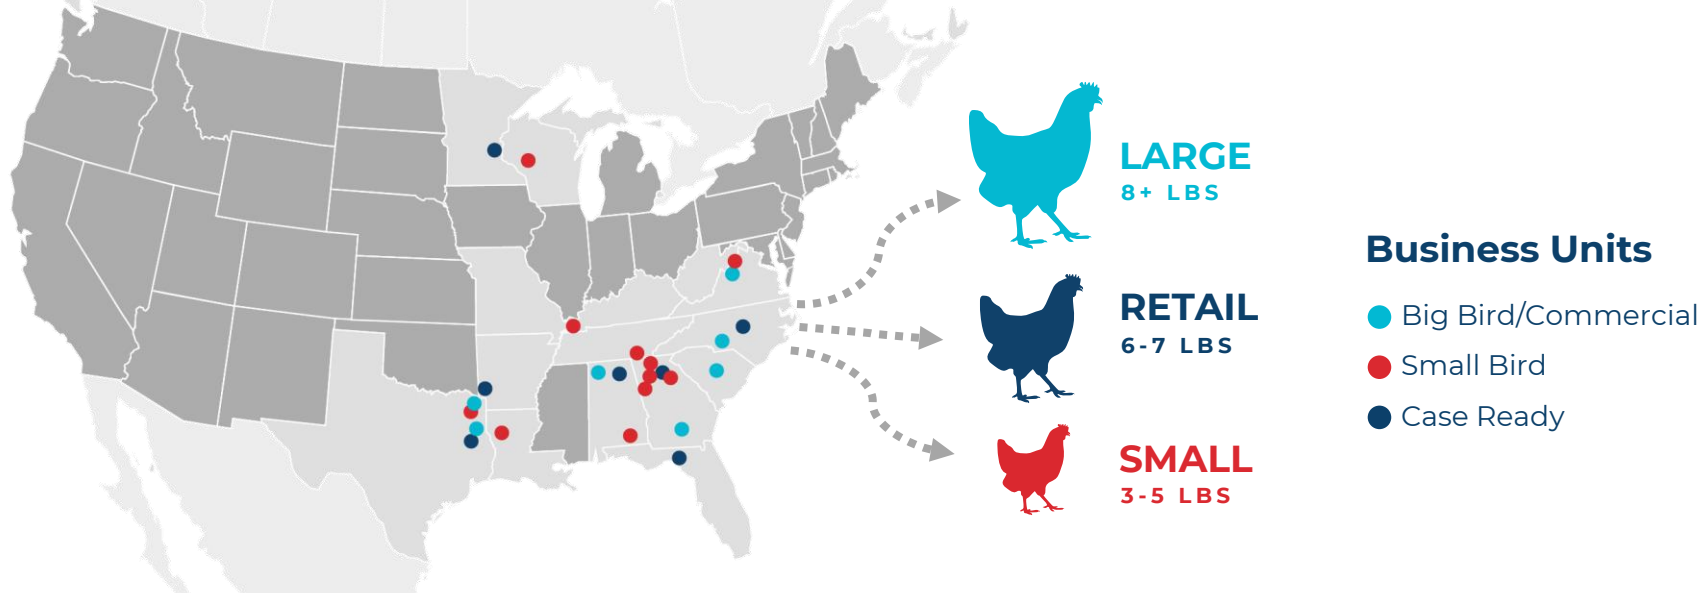 LARGE
8+ LBS
RETAIL
6-7 LBS
SMALL
3-5 LBS
Business Units
Big Bird/Commercial
Small Bird
Case Ready